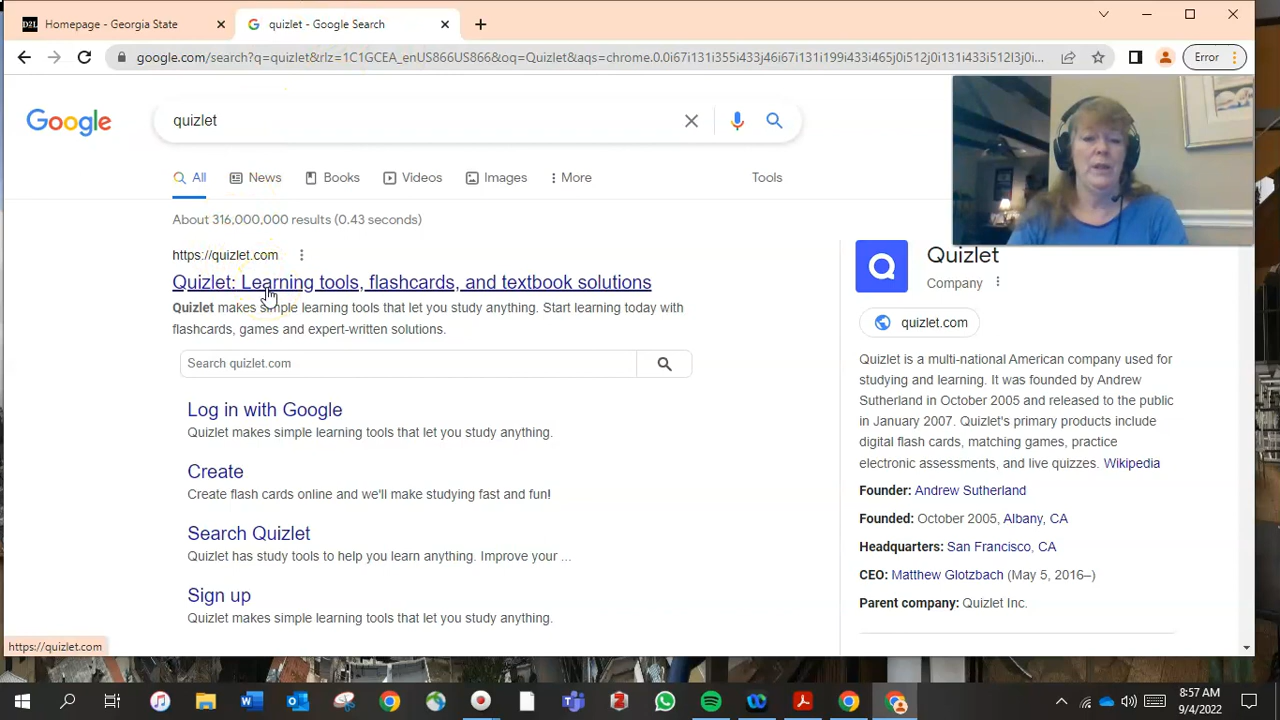 D2L Homepage - Georgia State
quizlet - Google Search
google.com/search?q=quizlet&rlz=1C1GCEA_enUS866US866&oq=Quizlet&aqs=chrome.0.0i67i131i355i433j46i67i131i199i433i465j0i512j0i131i433i512l3j0i...
Error
Google
quizlet
All News Books Videos Images More Tools
About 316,000,000 results (0.43 seconds)
https://quizlet.com
Quizlet: Learning tools, flashcards, and textbook solutions
Quizlet makes simple learning tools that let you study anything. Start learning today with
flashcards, games and expert-written solutions.
Search quizlet.com
Log in with Google
Quizlet makes simple learning tools that let you study anything.
Create
Create flash cards online and we'll make studying fast and fun!
Search Quizlet
Quizlet has study tools to help you learn anything. Improve your ...
Sign up
Quizlet makes simple learning tools that let you study anything.
Quizlet
Company
quizlet.com
Quizlet is a multi-national American company used for
studying and learning. It was founded by Andrew
Sutherland in October 2005 and released to the public
in January 2007. Quizlet's primary products include
digital flash cards, matching games, practice
electronic assessments, and live quizzes. Wikipedia
Founder: Andrew Sutherland
Founded: October 2005, Albany, CA
Headquarters: San Francisco, CA
CEO: Matthew Glotzbach (May 5, 2016–)
Parent company: Quizlet Inc.
https://quizlet.com
8:57 AM
9/4/2022